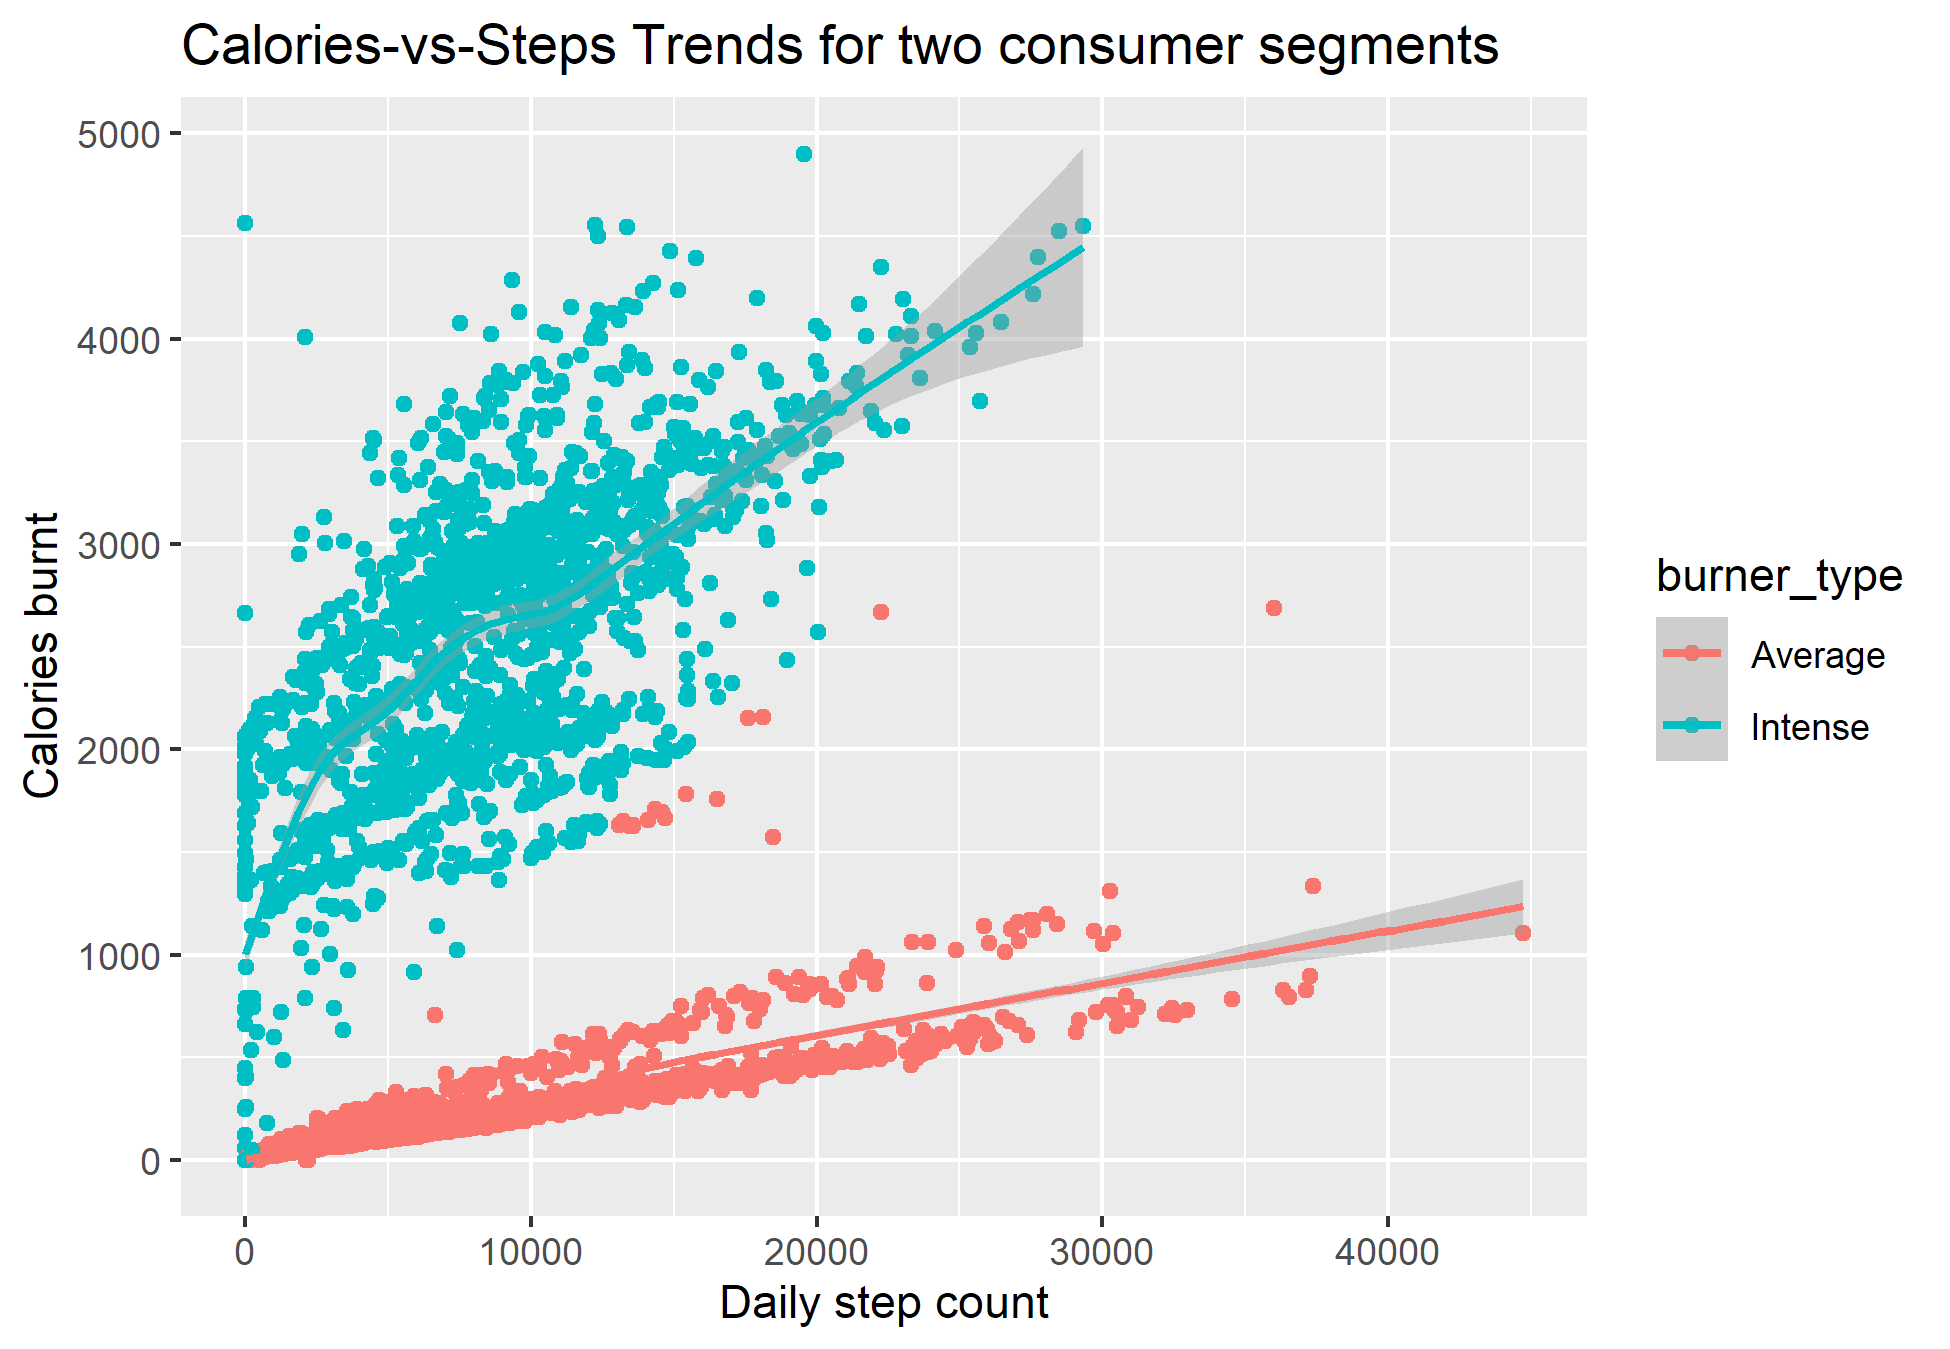 Calories-vs-Steps Trends for two consumer segments
5000
4000
3000
2000
1000
0
Calories burnt
0 10000 20000 30000 40000
Daily step count
burner_type
Average
Intense